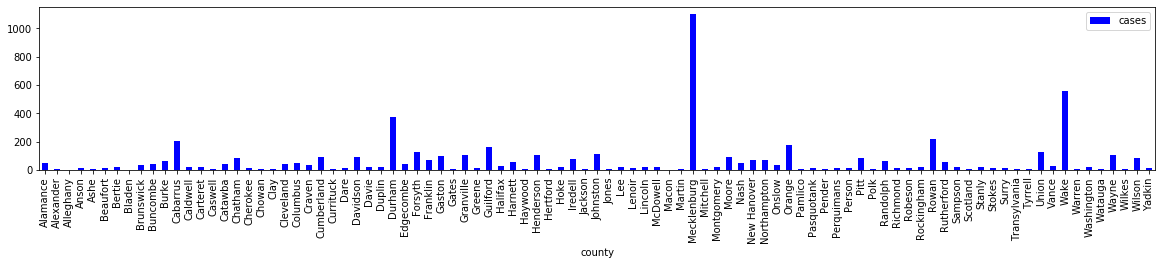 cases
1000
800
600
400
200
0
Alamance
Alexander
Alleghany
Anson
Ashe
Beaufort
Bertie
Bladen
Brunswick
Buncombe
Burke
Cabarrus
Caldwell
Carteret
Caswell
Catawba
Chatham
Cherokee
Chowan
Clay
Cleveland
Columbus
Craven
Cumberland
Currituck
Dare
Davidson
Davie
Duplin
Durham
Edgecombe
Forsyth
Franklin
Gaston
Gates
Granville
Greene
Guilford
Halifax
Harnett
Haywood
Henderson
Hertford
Hoke
Iredell
Jackson
Johnston
Jones
Lee
Lenoir
Lincoln
McDowell
Macon
Martin
Mecklenburg
Mitchell
Montgomery
Moore
Nash
New Hanover
Northampton
Onslow
Orange
Pamlico
Pasquotank
Pender
Perquimans
Person
Pitt
Polk
Randolph
Richmond
Robeson
Rockingham
Rowan
Rutherford
Sampson
Scotland
Stanly
Stokes
Surry
Transylvania
Tyrrell
Union
Vance
Wake
Warren
Washington
Watauga
Wayne
Wilkes
Wilson
Yadkin
county